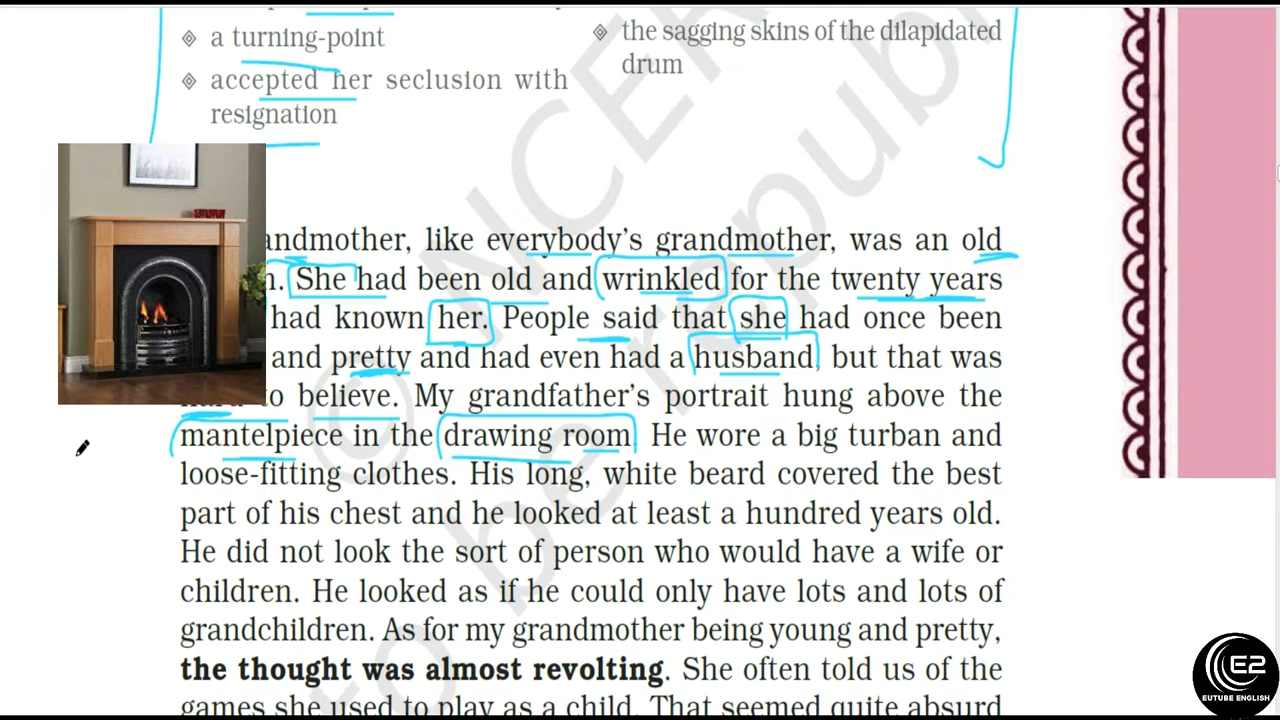 ◈ a turning-point
◈ accepted her seclusion with
resignation
◈ the sagging skins of the dilapidated
drum
andmother, like everybody's grandmother, was an old
n. She had been old and wrinkled for the twenty years
had known her. People said that she had once been
and pretty and had even had a husband, but that was
hard to believe. My grandfather's portrait hung above the
mantelpiece in the drawing room. He wore a big turban and
loose-fitting clothes. His long, white beard covered the best
part of his chest and he looked at least a hundred years old.
He did not look the sort of person who would have a wife or
children. He looked as if he could only have lots and lots of
grandchildren. As for my grandmother being young and pretty,
the thought was almost revolting. She often told us of the
games she used to play as a child. That seemed quite absurd
© NCER
to be republ
E2
EUTUBE ENGLISH